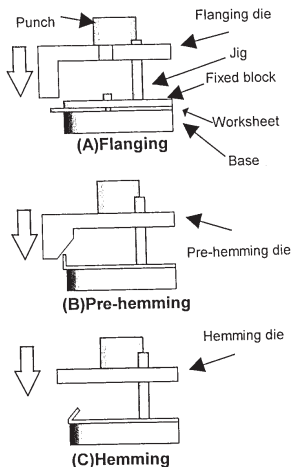 Punch
Flanging die
Jig
Fixed block
Worksheet
(A)Flanging
Base
Pre-hemming die
(B)Pre-hemming
Hemming die
(C)Hemming